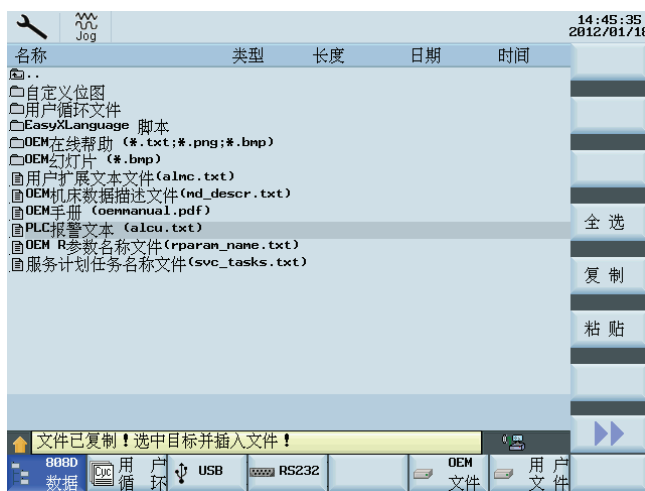 Jog
14:45:35
2012/01/18
名称 类型 长度 日期 时间
..
自定义位图
用户循环文件
EasyXLanguage 脚本
OEM在线帮助 (*.txt;*.png;*.bmp)
OEM幻灯片 (*.bmp)
用户扩展文本文件(almc.txt)
OEM机床数据描述文件(md_descr.txt)
OEM手册 (oemmanual.pdf)
PLC报警文本 (alcu.txt)
OEM R参数名称文件(rparam_name.txt)
服务计划任务名称文件(svc_tasks.txt)
全 选
复 制
粘 贴
文件已复制！选中目标并插入文件！
808D 数据
Cyc 用 户 循 环
USB
RS232
OEM 文件
用 户 文 件